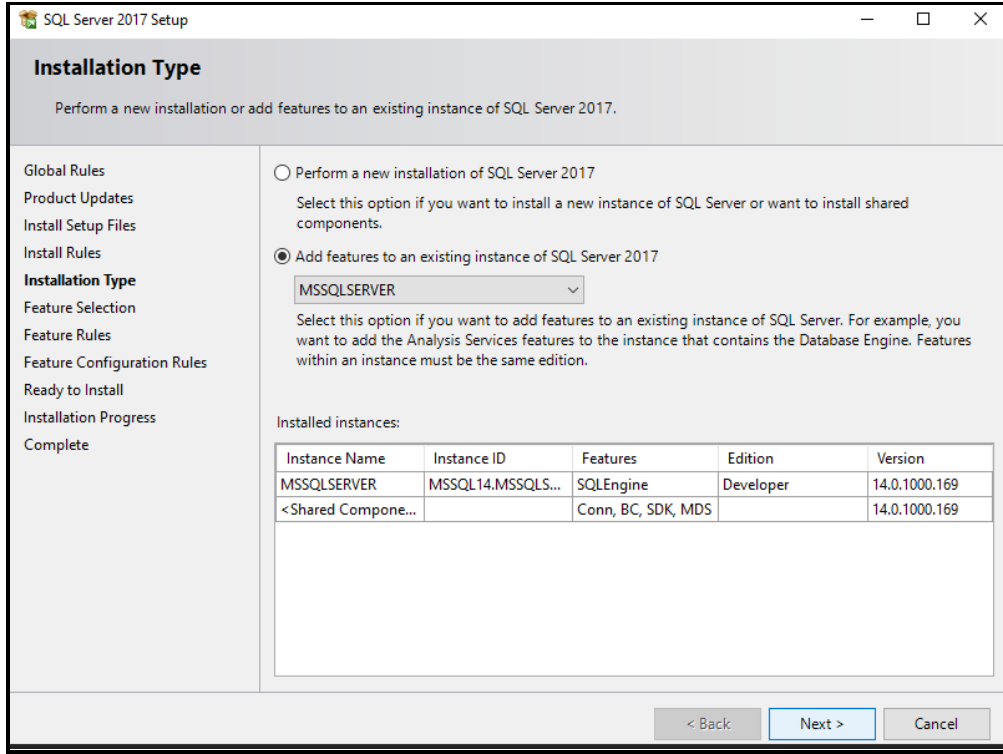 SQL Server 2017 Setup
Installation Type
Perform a new installation or add features to an existing instance of SQL Server 2017.
Global Rules
Product Updates
Install Setup Files
Install Rules
Installation Type
Feature Selection
Feature Rules
Feature Configuration Rules
Ready to Install
Installation Progress
Complete
Perform a new installation of SQL Server 2017
Select this option if you want to install a new instance of SQL Server or want to install shared
components.
Add features to an existing instance of SQL Server 2017
MSSQLSERVER
Select this option if you want to add features to an existing instance of SQL Server. For example, you
want to add the Analysis Services features to the instance that contains the Database Engine. Features
within an instance must be the same edition.
Installed instances:
Instance Name Instance ID Features Edition Version
MSSQLSERVER MSSQL14.MSSQLS... SQLEngine Developer 14.0.1000.169
<Shared Compone... Conn, BC, SDK, MDS 14.0.1000.169
< Back Next > Cancel